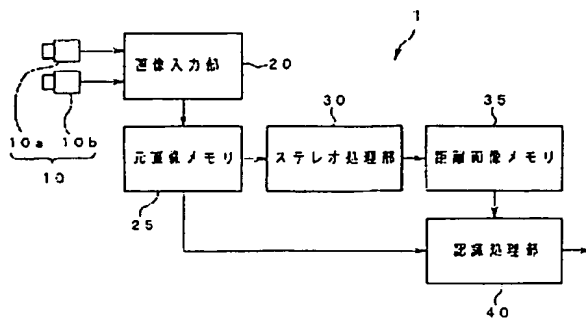 1
画像入力部
20
10a 10b
10
30
35
元画像メモリ
ステレオ処理部
距離画像メモリ
25
認識処理部
40